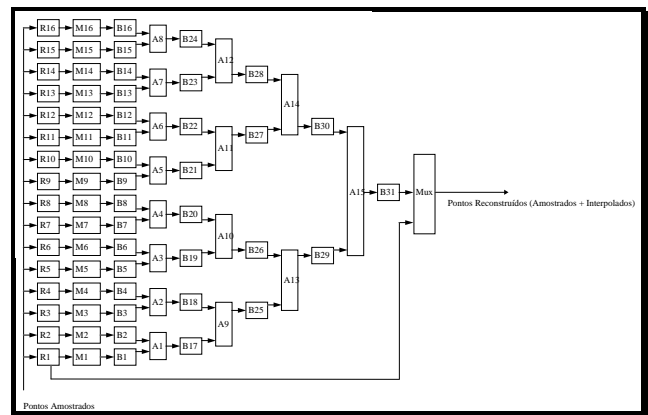 R16 M16 B16
A8 B24
R15 M15 B15
A12
R14 M14 B14
B28
A7 B23
R13 M13 B13
A14
R12 M12 B12
A6 B22
B30
R11 M11 B11
B27
A11
R10 M10 B10
A5 B21
R9 M9 B9
A15 B31 Mux
R8 M8 B8
Pontos Reconstruídos (Amostrados + Interpolados)
A4 B20
R7 M7 B7
A10
R6 M6 B6
B26
B29
A3 B19
R5 M5 B5
A13
R4 M4 B4
A2 B18
R3 M3 B3
B25
A9
R2 M2 B2
A1 B17
R1 M1 B1
Pontos Amostrados